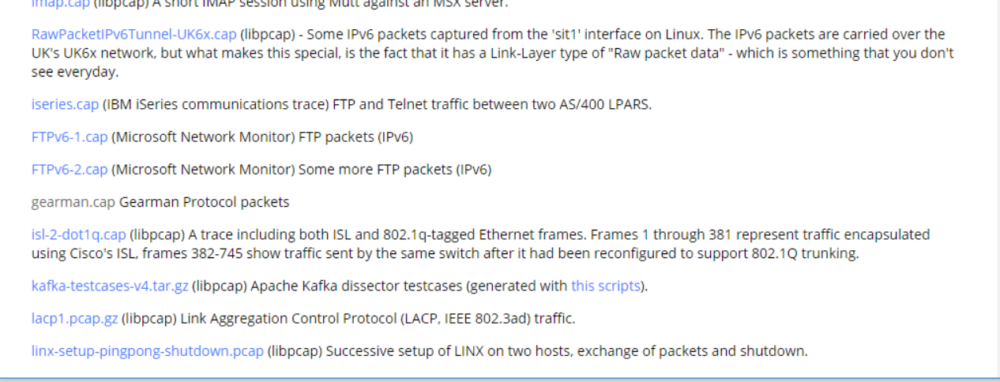 imap.cap (libpcap) A short IMAP session using Mutt against an MSX server.
RawPacketIPv6Tunnel-UK6x.cap (libpcap) - Some IPv6 packets captured from the 'sit1' interface on Linux. The IPv6 packets are carried over the
UK's UK6x network, but what makes this special, is the fact that it has a Link-Layer type of "Raw packet data" - which is something that you don't
see everyday.
iseries.cap (IBM iSeries communications trace) FTP and Telnet traffic between two AS/400 LPARS.
FTPv6-1.cap (Microsoft Network Monitor) FTP packets (IPv6)
FTPv6-2.cap (Microsoft Network Monitor) Some more FTP packets (IPv6)
gearman.cap Gearman Protocol packets
isl-2-dot1q.cap (libpcap) A trace including both ISL and 802.1q-tagged Ethernet frames. Frames 1 through 381 represent traffic encapsulated
using Cisco's ISL, frames 382-745 show traffic sent by the same switch after it had been reconfigured to support 802.1Q trunking.
kafka-testcases-v4.tar.gz (libpcap) Apache Kafka dissector testcases (generated with this scripts).
lacp1.pcap.gz (libpcap) Link Aggregation Control Protocol (LACP, IEEE 802.3ad) traffic.
linx-setup-pingpong-shutdown.pcap (libpcap) Successive setup of LINX on two hosts, exchange of packets and shutdown.